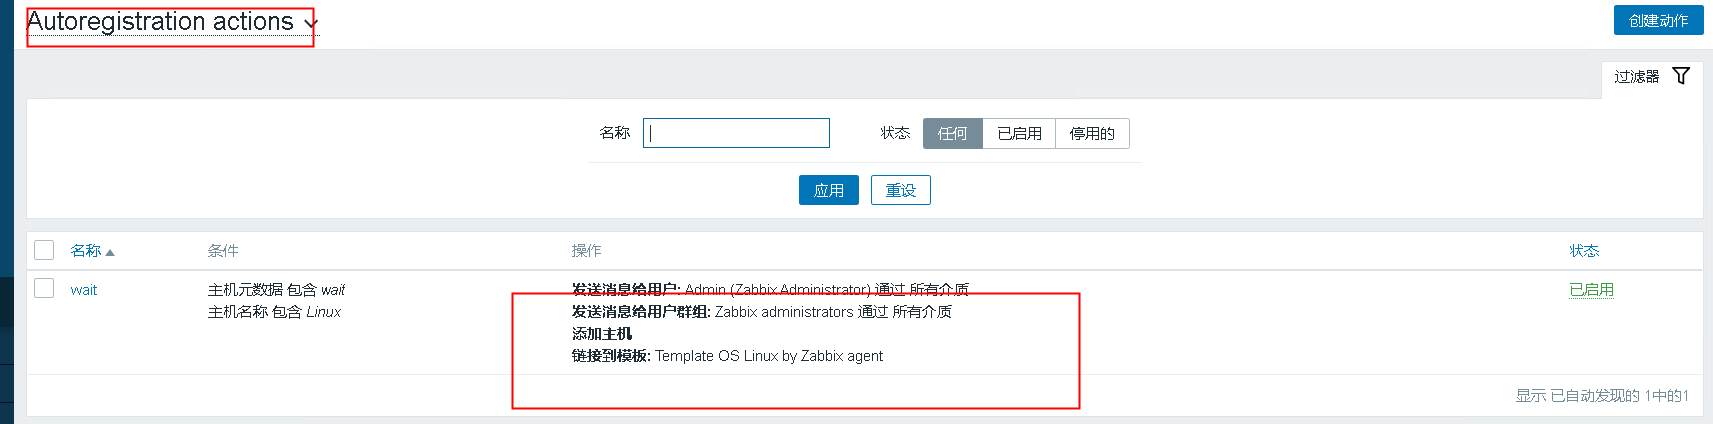 Autoregistration actions
创建动作
过滤器
名称
状态 任何 已启用 停用的
应用 重设
名称 条件 操作 状态
wait 主机元数据 包含 wait 发送消息给用户: Admin (Zabbix Administrator) 通过 所有介质 已启用
主机名称 包含 Linux 发送消息给用户群组: Zabbix administrators 通过 所有介质
添加主机
链接到模板: Template OS Linux by Zabbix agent
显示 已自动发现的 1中的1